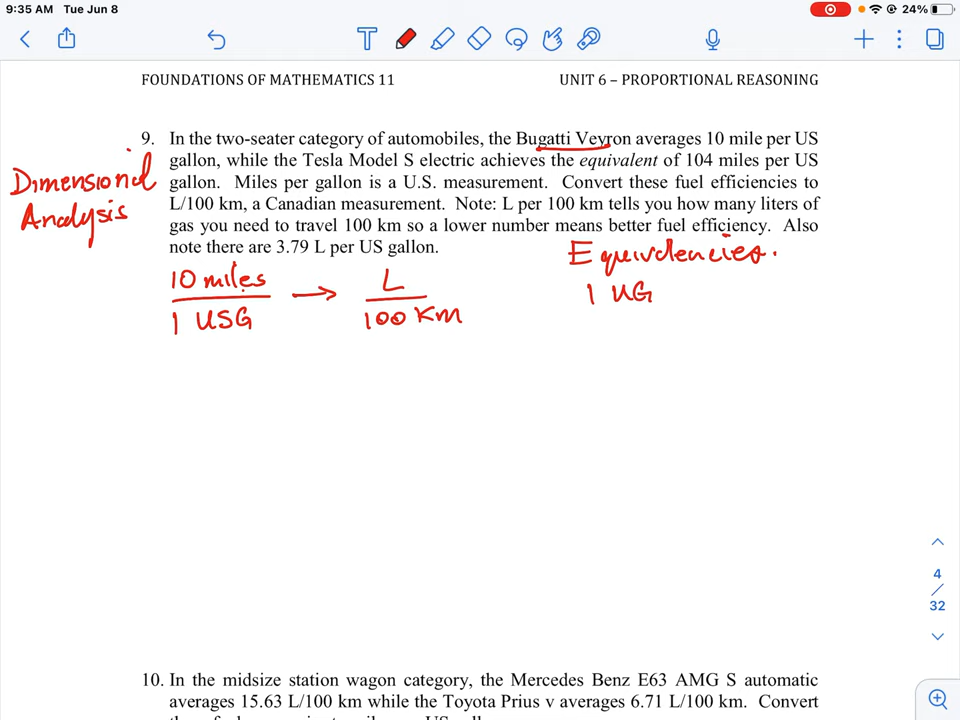 9:35 AM Tue Jun 8
24%
FOUNDATIONS OF MATHEMATICS 11 UNIT 6 – PROPORTIONAL REASONING
9. In the two-seater category of automobiles, the Bugatti Veyron averages 10 mile per US
gallon, while the Tesla Model S electric achieves the equivalent of 104 miles per US
gallon. Miles per gallon is a U.S. measurement. Convert these fuel efficiencies to
L/100 km, a Canadian measurement. Note: L per 100 km tells you how many liters of
gas you need to travel 100 km so a lower number means better fuel efficiency. Also
note there are 3.79 L per US gallon.
Dimensional
Analysis
Equivalencies.
10 miles → L
1 USG 100 KM
1 UG
4
/
32
10. In the midsize station wagon category, the Mercedes Benz E63 AMG S automatic
averages 15.63 L/100 km while the Toyota Prius v averages 6.71 L/100 km. Convert